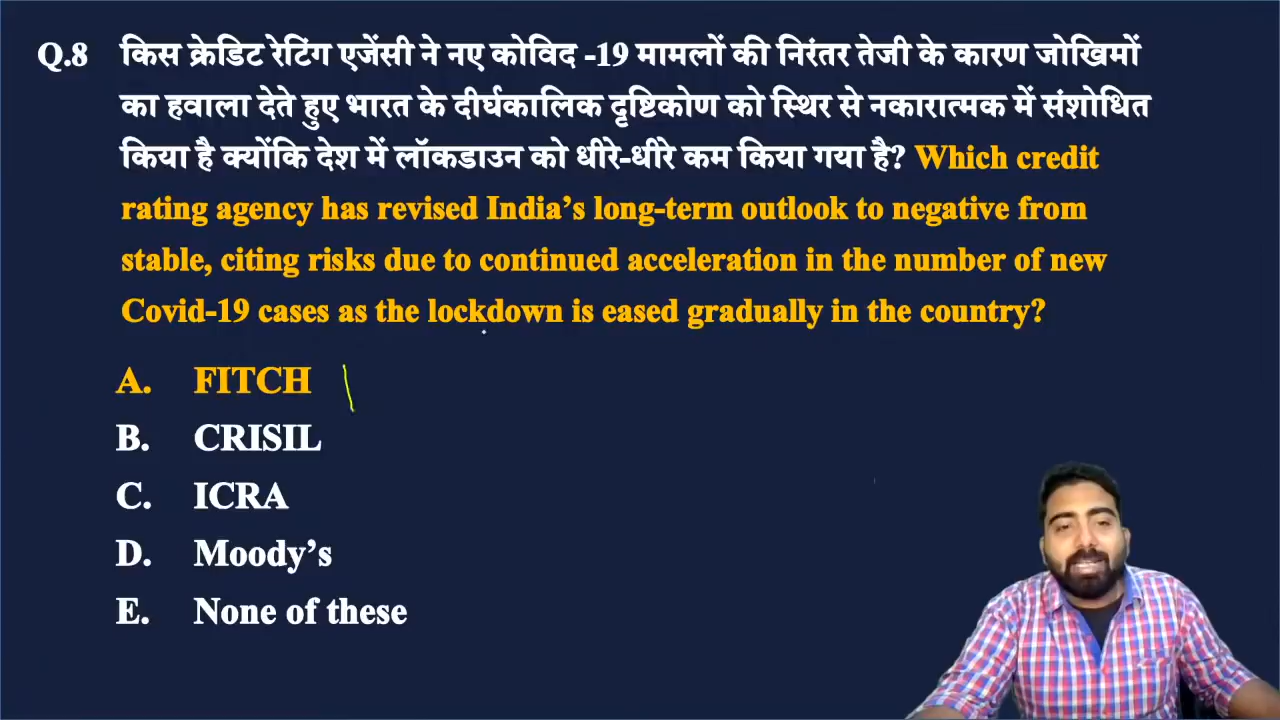 Q.8 किस क्रेडिट रेटिंग एजेंसी ने नए कोविद -19 मामलों की निरंतर तेजी के कारण जोखिमों
का हवाला देते हुए भारत के दीर्घकालिक दृष्टिकोण को स्थिर से नकारात्मक में संशोधित
किया है क्योंकि देश में लॉकडाउन को धीरे-धीरे कम किया गया है? Which credit
rating agency has revised India’s long-term outlook to negative from
stable, citing risks due to continued acceleration in the number of new
Covid-19 cases as the lockdown is eased gradually in the country?
A. FITCH
B. CRISIL
C. ICRA
D. Moody’s
E. None of these